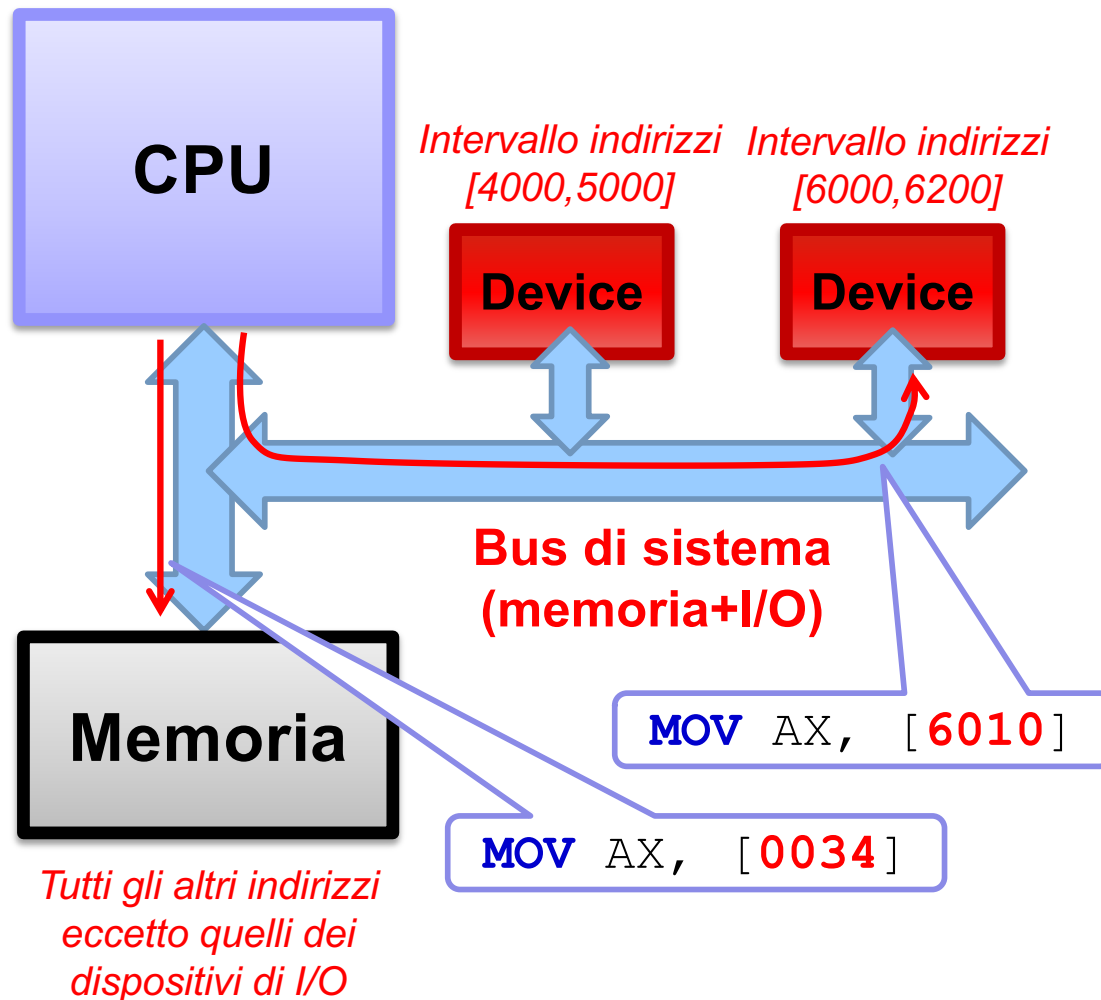 CPU
Intervallo indirizzi
[4000,5000]
Intervallo indirizzi
[6000,6200]
Device
Device
Bus di sistema
(memoria+I/O)
Memoria
MOV AX, [6010]
MOV AX, [0034]
Tutti gli altri indirizzi
eccetto quelli dei
dispositivi di I/O